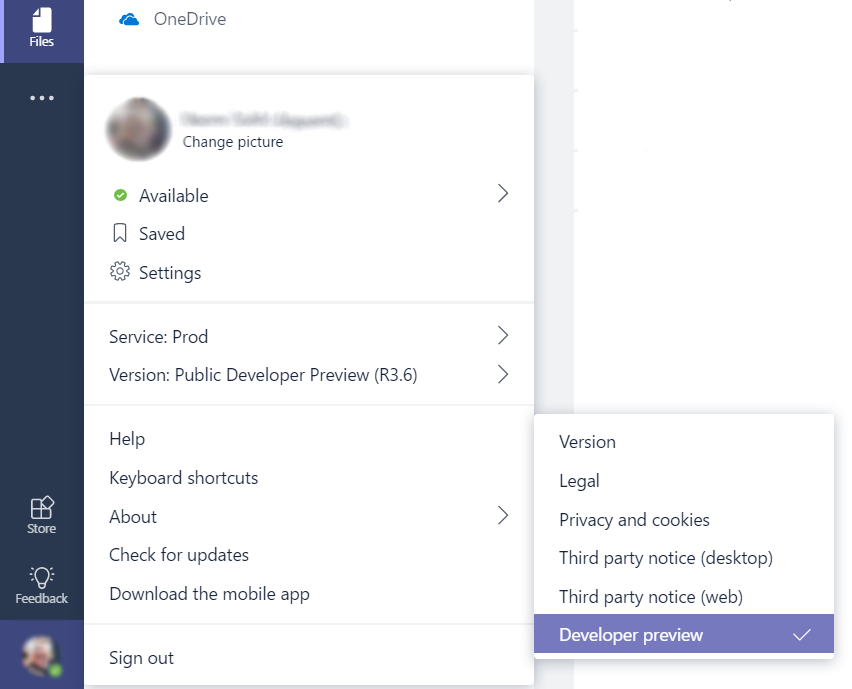 Files
OneDrive
Change picture
Available
Saved
Settings
Service: Prod
Version: Public Developer Preview (R3.6)
Help
Keyboard shortcuts
About
Check for updates
Download the mobile app
Sign out
Version
Legal
Privacy and cookies
Third party notice (desktop)
Third party notice (web)
Developer preview
Store
Feedback